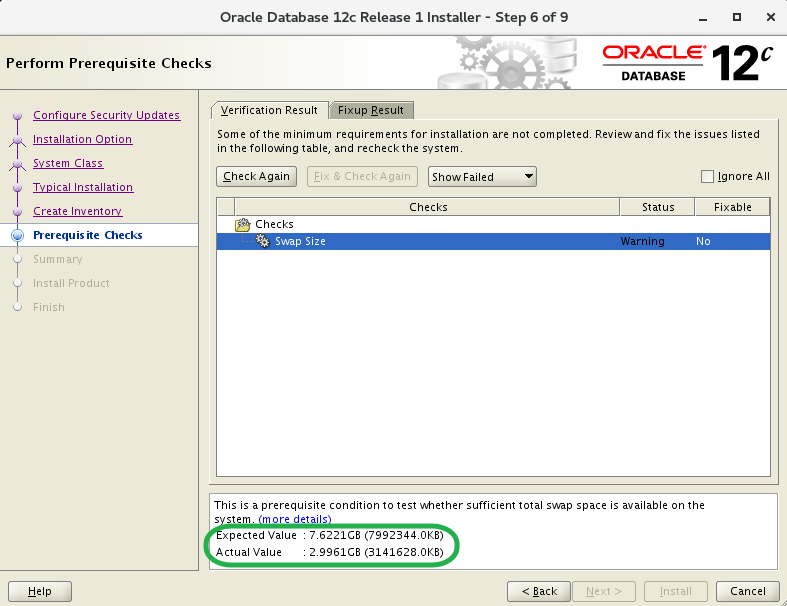 Oracle Database 12c Release 1 Installer - Step 6 of 9
Perform Prerequisite Checks
ORACLE
DATABASE
12c
Configure Security Updates
Installation Option
System Class
Typical Installation
Create Inventory
Prerequisite Checks
Summary
Install Product
Finish
Verification Result
Fixup Result
Some of the minimum requirements for installation are not completed. Review and fix the issues listed
in the following table, and recheck the system.
Check Again
Fix & Check Again
Show Failed
Ignore All
Checks Status Fixable
Checks
Swap Size Warning No
This is a prerequisite condition to test whether sufficient total swap space is available on the
system. (more details)
Expected Value : 7.6221GB (7992344.0KB)
Actual Value : 2.9961GB (3141628.0KB)
Help
< Back
Next >
Install
Cancel